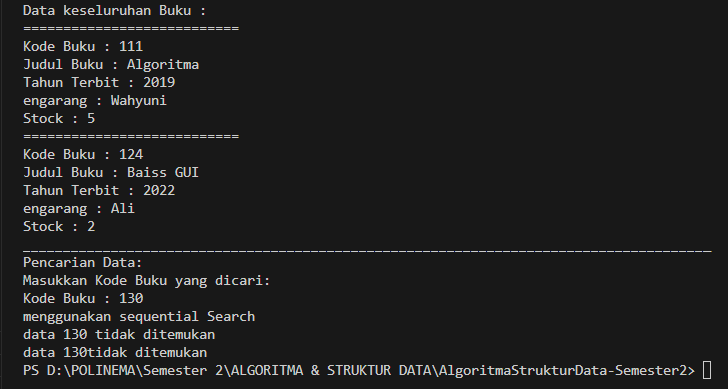 Data keseluruhan Buku :
===========================
Kode Buku : 111
Judul Buku : Algoritma
Tahun Terbit : 2019
engarang : Wahyuni
Stock : 5
===========================
Kode Buku : 124
Judul Buku : Baiss GUI
Tahun Terbit : 2022
engarang : Ali
Stock : 2
______________________________________________________________________________________
Pencarian Data:
Masukkan Kode Buku yang dicari:
Kode Buku : 130
menggunakan sequential Search
data 130 tidak ditemukan
data 130tidak ditemukan
PS D:\POLINEMA\Semester 2\ALGORITMA & STRUKTUR DATA\AlgoritmaStrukturData-Semester2>